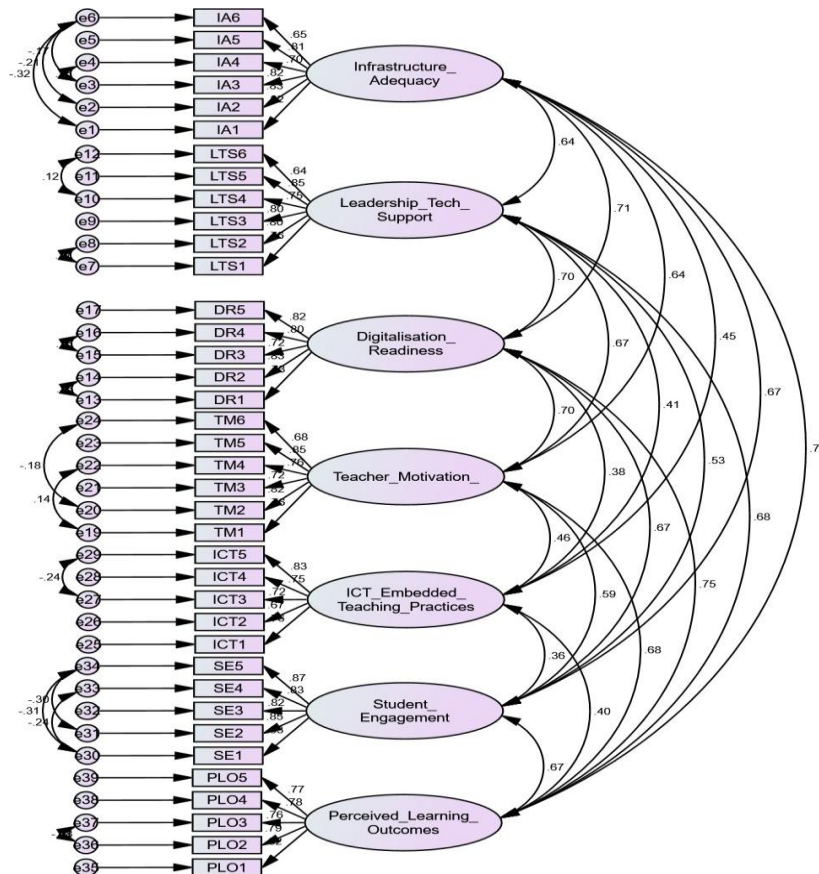 e6 IA6
e5 IA5
e4 IA4
e3 IA3
e2 IA2
e1 IA1
-.17
-.21
-.32
.65
.81
.70
.82
.83
Infrastructure_
Adequacy
e12 LTS6
e11 LTS5
e10 LTS4
e9 LTS3
e8 LTS2
e7 LTS1
.12
.64
.85
.75
.80
Leadership_Tech_
Support
e17 DR5
e16 DR4
e15 DR3
e14 DR2
e13 DR1
.82
.80
.72
Digitalisation_
Readiness
e24 TM6
e23 TM5
e22 TM4
e21 TM3
e20 TM2
e19 TM1
-.18
.14
.68
.85
.76
.72
.82
Teacher_Motivation_
e29 ICT5
e28 ICT4
e27 ICT3
e26 ICT2
e25 ICT1
-.24
.83
.75
.72
.67
ICT_Embedded_
Teaching_Practices
e34 SE5
e33 SE4
e32 SE3
e31 SE2
e30 SE1
-.30
-.31
-.24
.87
.83
.82
.85
Student_
Engagement
e39 PLO5
e38 PLO4
e37 PLO3
e36 PLO2
e35 PLO1
.77
.78
.76
.79
Perceived_Learning_
Outcomes
.64
.71
.70
.64
.67
.45
.67
.41
.70
.53
.38
.67
.68
.46
.75
.59
.68
.36
.40
.67
.7